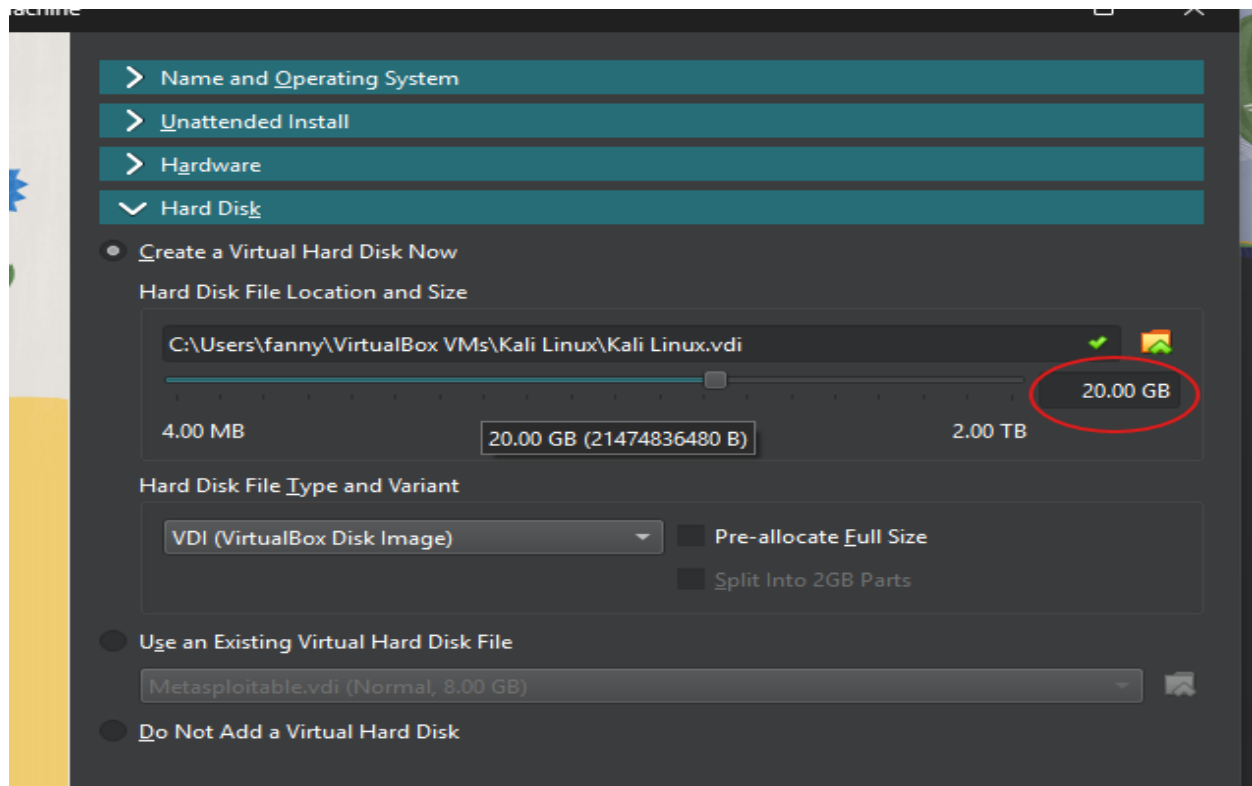 Name and Operating System
Unattended Install
Hardware
Hard Disk
Create a Virtual Hard Disk Now
Hard Disk File Location and Size
C:\Users\fanny\VirtualBox VMs\Kali Linux\Kali Linux.vdi
20.00 GB
4.00 MB
2.00 TB
20.00 GB (21474836480 B)
Hard Disk File Type and Variant
VDI (VirtualBox Disk Image)
Pre-allocate Full Size
Split Into 2GB Parts
Use an Existing Virtual Hard Disk File
Metasploitable.vdi (Normal, 8.00 GB)
Do Not Add a Virtual Hard Disk